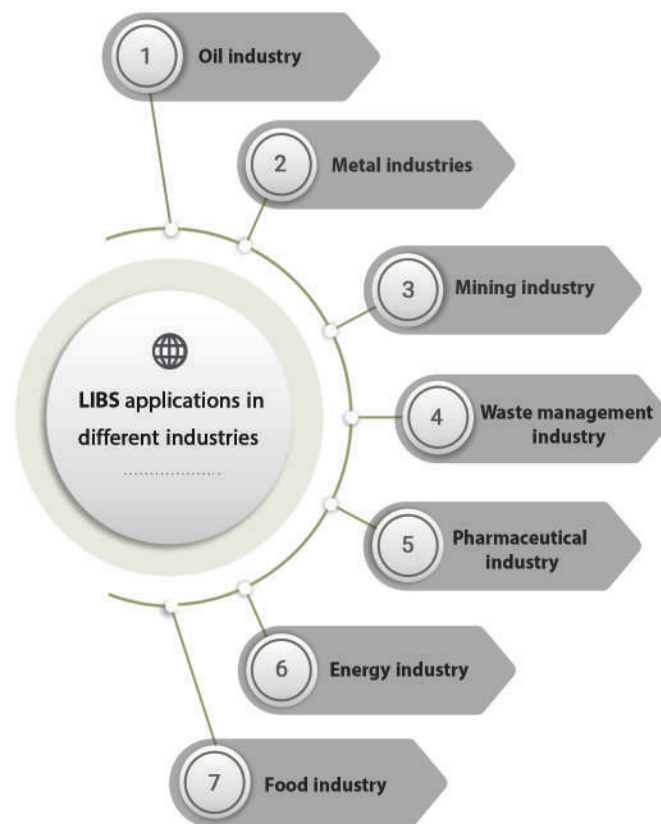 1
Oil industry
2
Metal industries
3
Mining industry
LIBS applications in
different industries
4
Waste management
industry
5
Pharmaceutical
industry
6
Energy industry
7
Food industry